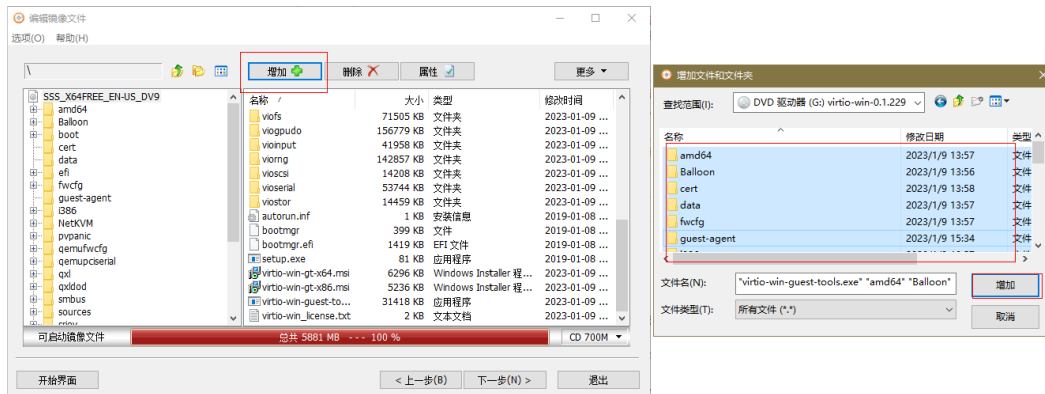 编辑镜像文件
选项(O) 帮助(H)
\
增加
删除
属性
更多
SSS_X64FREE_EN-US_DV9
amd64
Balloon
boot
cert
data
efi
fwcfg
guest-agent
i386
NetKVM
pvpanic
qemufwcfg
qemupciserial
qxl
qxldod
smbus
sources
sriov
名称 / 大小 类型 修改时间
viofs 71505 KB 文件夹 2023-01-09 ...
viogpudo 156779 KB 文件夹 2023-01-09 ...
vioinput 41958 KB 文件夹 2023-01-09 ...
viorng 142857 KB 文件夹 2023-01-09 ...
vioscsi 14208 KB 文件夹 2023-01-09 ...
vioserial 53744 KB 文件夹 2023-01-09 ...
viostor 14459 KB 文件夹 2023-01-09 ...
autorun.inf 1 KB 安装信息 2019-01-08 ...
bootmgr 399 KB 文件 2019-01-08 ...
bootmgr.efi 1419 KB EFI 文件 2019-01-08 ...
setup.exe 81 KB 应用程序 2019-01-08 ...
virtio-win-gt-x64.msi 6296 KB Windows Installer 程... 2023-01-09 ...
virtio-win-gt-x86.msi 5236 KB Windows Installer 程... 2023-01-09 ...
virtio-win-guest-to... 31418 KB 应用程序 2023-01-09 ...
virtio-win_license.txt 2 KB 文本文档 2023-01-09 ...
可启动镜像文件
总共 5881 MB --- 100 %
CD 700M
开始界面
< 上一步(B)
下一步(N) >
退出
增加文件和文件夹
查找范围(I):
DVD 驱动器 (G:) virtio-win-0.1.229
名称 修改日期 类型
amd64 2023/1/9 13:57 文件
Balloon 2023/1/9 13:56 文件
cert 2023/1/9 13:58 文件
data 2023/1/9 13:57 文件
fwcfg 2023/1/9 13:57 文件
guest-agent 2023/1/9 15:34 文件
文件名(N): "virtio-win-guest-tools.exe" "amd64" "Balloon"
增加
文件类型(T): 所有文件 (*.*)
取消